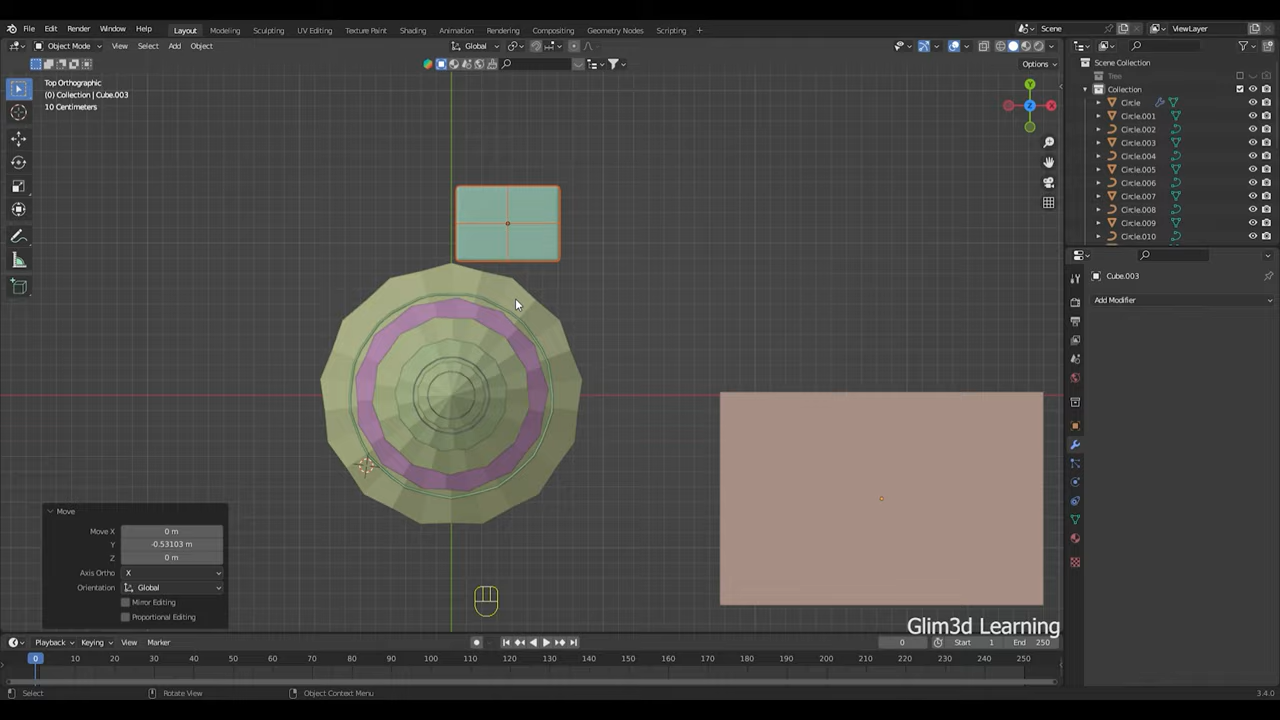 File Edit Render Window Help Layout Modeling Sculpting UV Editing Texture Paint Shading Animation Rendering Compositing Geometry Nodes Scripting Scene ViewLayer
Object Mode View Select Add Object Global
Options
Top Orthographic
(0) Collection | Cube.003
10 Centimeters
Y
X
Z
Scene Collection
Tree
Collection
Circle
Circle.001
Circle.002
Circle.003
Circle.004
Circle.005
Circle.006
Circle.007
Circle.008
Circle.009
Circle.010
Cube.003
Add Modifier
Move
Move X 0 m
Y -0.53103 m
Z 0 m
Axis Ortho X
Orientation Global
Mirror Editing
Proportional Editing
Glim3d Learning
Playback Keying View Marker 0 Start 1 End 250
0 10 20 30 40 50 60 70 80 90 100 110 120 130 140 150 160 170 180 190 200 210 220 230 240 250
Select Rotate View Object Context Menu 3.4.0